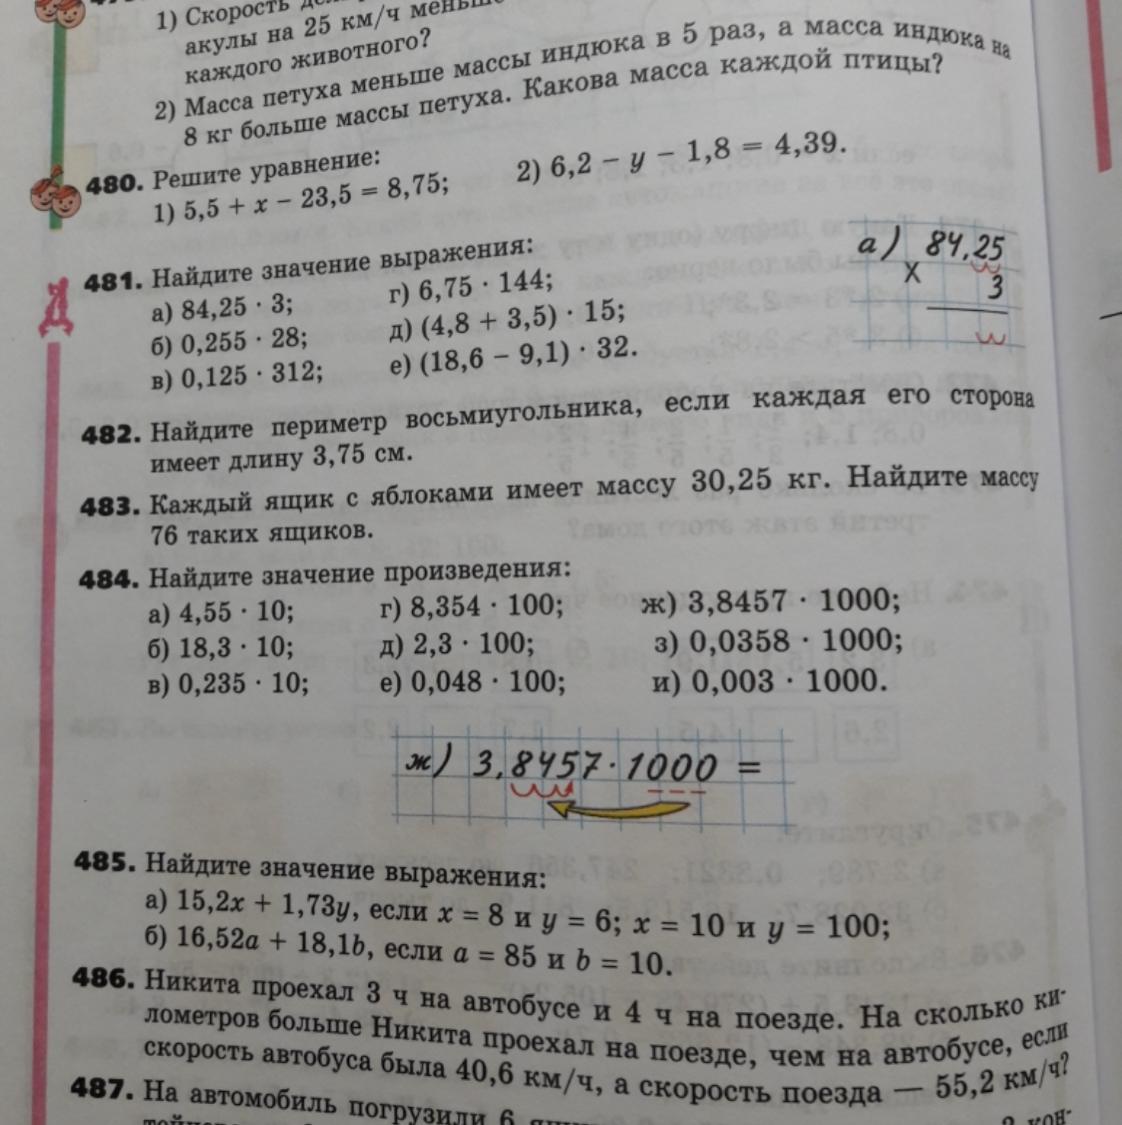 1) Скорость
акулы на 25 км/ч меньше
каждого животного?
2) Масса петуха меньше массы индюка в 5 раз, а масса индюка на
8 кг больше массы петуха. Какова масса каждой птицы?
480. Решите уравнение:
1) 5,5 + x − 23,5 = 8,75;
2) 6,2 − y − 1,8 = 4,39.
481. Найдите значение выражения:
а) 84,25 · 3;
г) 6,75 · 144;
б) 0,255 · 28;
д) (4,8 + 3,5) · 15;
в) 0,125 · 312;
е) (18,6 − 9,1) · 32.
а) 84,25
×
3
482. Найдите периметр восьмиугольника, если каждая его сторона
имеет длину 3,75 см.
483. Каждый ящик с яблоками имеет массу 30,25 кг. Найдите массу
76 таких ящиков.
484. Найдите значение произведения:
а) 4,55 · 10;
г) 8,354 · 100;
ж) 3,8457 · 1000;
б) 18,3 · 10;
д) 2,3 · 100;
з) 0,0358 · 1000;
в) 0,235 · 10;
е) 0,048 · 100;
и) 0,003 · 1000.
ж) 3,8457 · 1000 =
485. Найдите значение выражения:
а) 15,2x + 1,73y, если x = 8 и y = 6; x = 10 и y = 100;
б) 16,52a + 18,1b, если a = 85 и b = 10.
486. Никита проехал 3 ч на автобусе и 4 ч на поезде. На сколько ки-
лометров больше Никита проехал на поезде, чем на автобусе, если
скорость автобуса была 40,6 км/ч, а скорость поезда — 55,2 км/ч?
487. На автомобиль погрузили 6
кон-